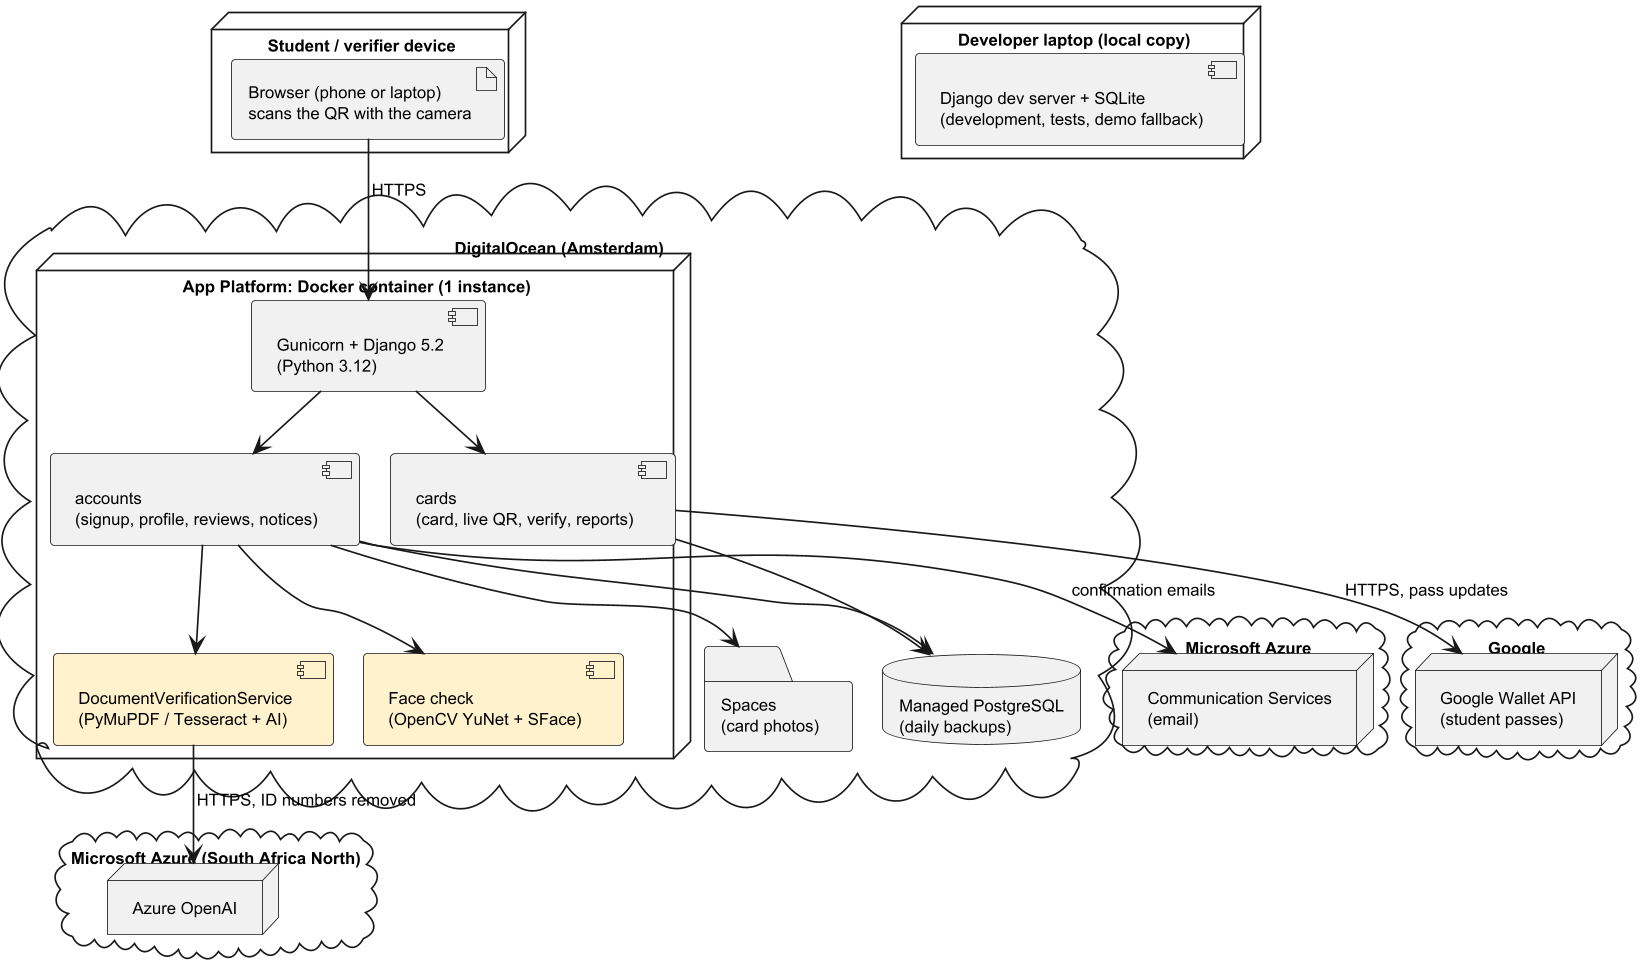 Student / verifier device
Browser (phone or laptop)
scans the QR with the camera
Developer laptop (local copy)
Django dev server + SQLite
(development, tests, demo fallback)
HTTPS
DigitalOcean (Amsterdam)
App Platform: Docker container (1 instance)
Gunicorn + Django 5.2
(Python 3.12)
accounts
(signup, profile, reviews, notices)
cards
(card, live QR, verify, reports)
confirmation emails
HTTPS, pass updates
DocumentVerificationService
(PyMuPDF / Tesseract + AI)
Face check
(OpenCV YuNet + SFace)
Spaces
(card photos)
Managed PostgreSQL
(daily backups)
Microsoft Azure
Communication Services
(email)
Google
Google Wallet API
(student passes)
HTTPS, ID numbers removed
Microsoft Azure (South Africa North)
Azure OpenAI